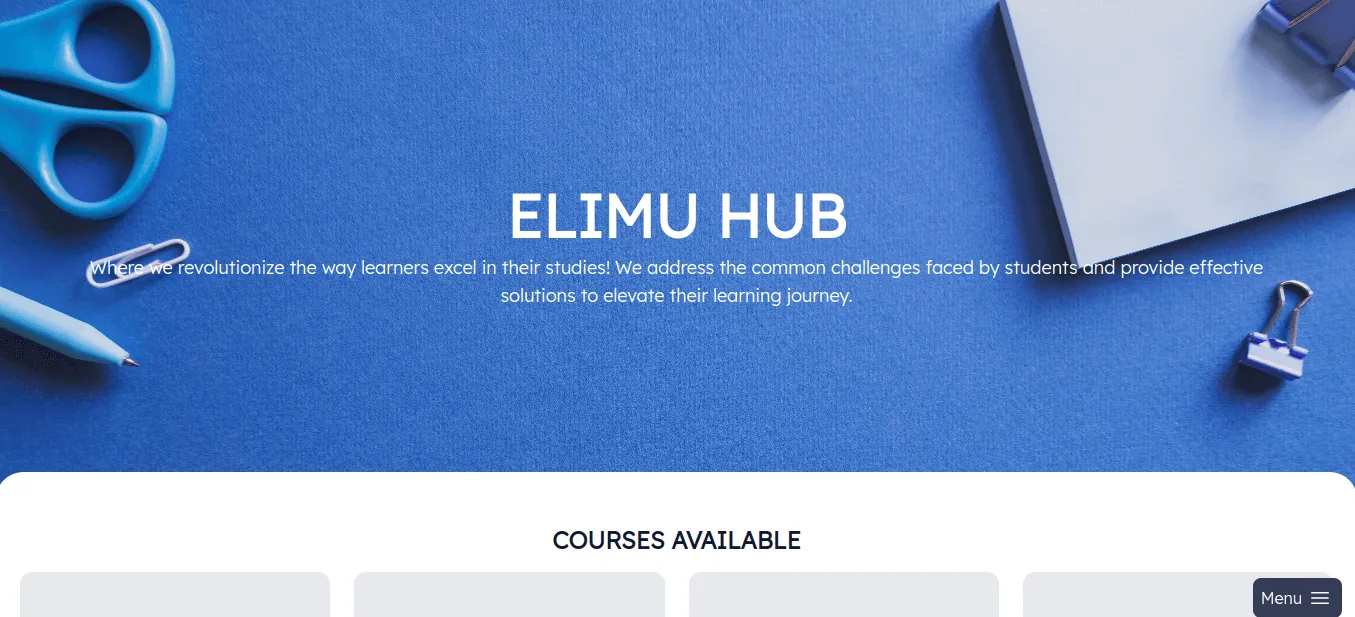 ELIMU HUB
Where we revolutionize the way learners excel in their studies! We address the common challenges faced by students and provide effective
solutions to elevate their learning journey.
COURSES AVAILABLE
Menu